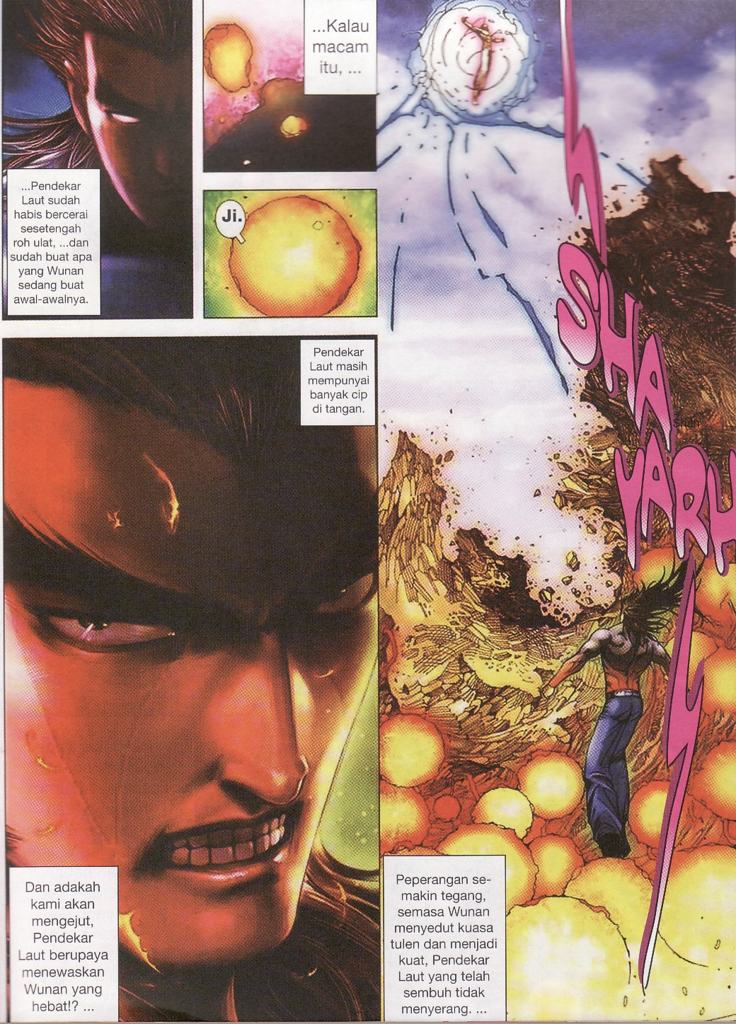 ...Kalau
macam
itu, ...
...Pendekar
Laut sudah
habis bercerai
sesetengah
roh ulat, ...dan
sudah buat apa
yang Wunan
sedang buat
awal-awalnya.
Ji.
SHA
YARH
Pendekar
Laut masih
mempunyai
banyak cip
di tangan.
Dan adakah
kami akan
mengejut,
Pendekar
Laut berupaya
menewaskan
Wunan yang
hebat!? ...
Peperangan se-
makin tegang,
semasa Wunan
menyedut kuasa
tulen dan menjadi
kuat, Pendekar
Laut yang telah
sembuh tidak
menyerang. ...